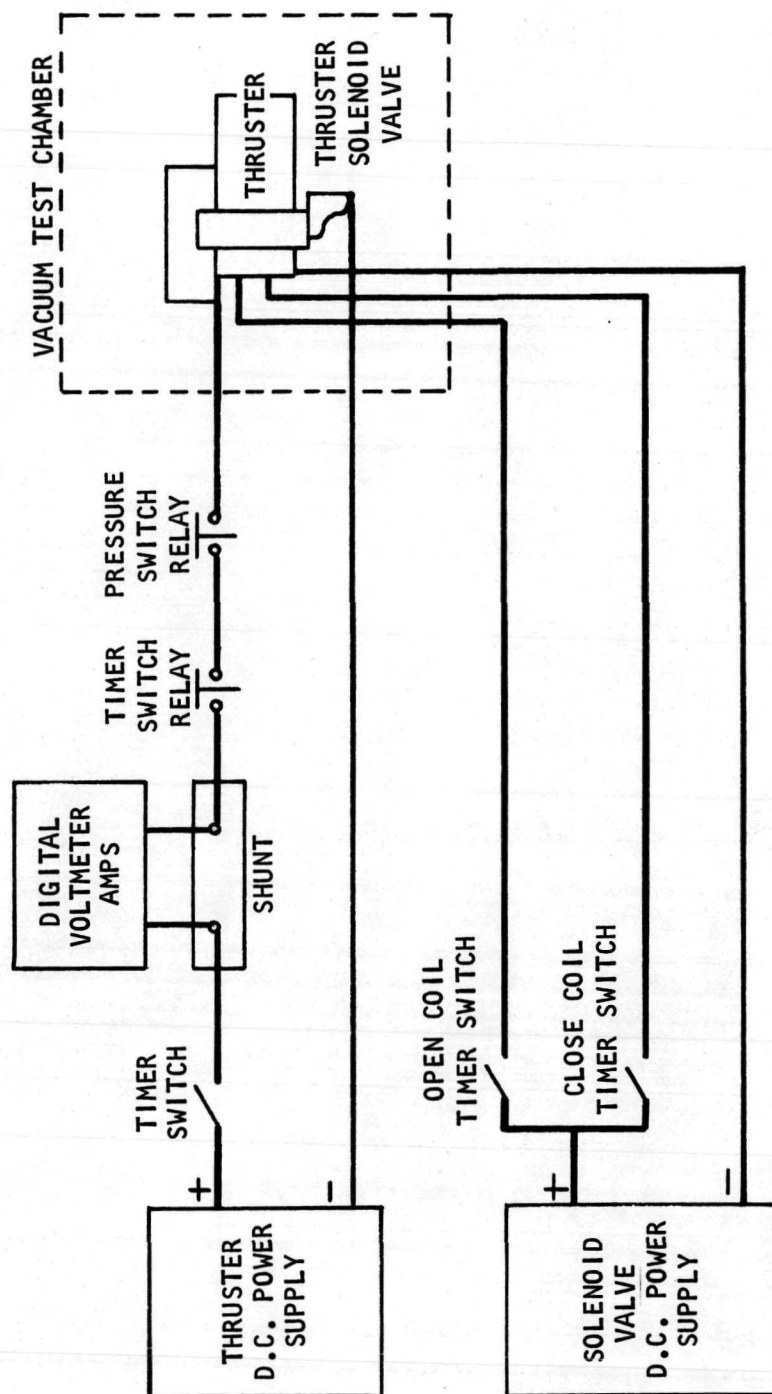 VACUUM TEST CHAMBER
THRUSTER
THRUSTER
SOLENOID
VALVE
PRESSURE
SWITCH
RELAY
TIMER
SWITCH
RELAY
DIGITAL
VOLTMETER
AMPS
SHUNT
TIMER
SWITCH
+
−
THRUSTER
D.C. POWER
SUPPLY
OPEN COIL
TIMER SWITCH
CLOSE COIL
TIMER SWITCH
+
−
SOLENOID
VALVE
D.C. POWER
SUPPLY